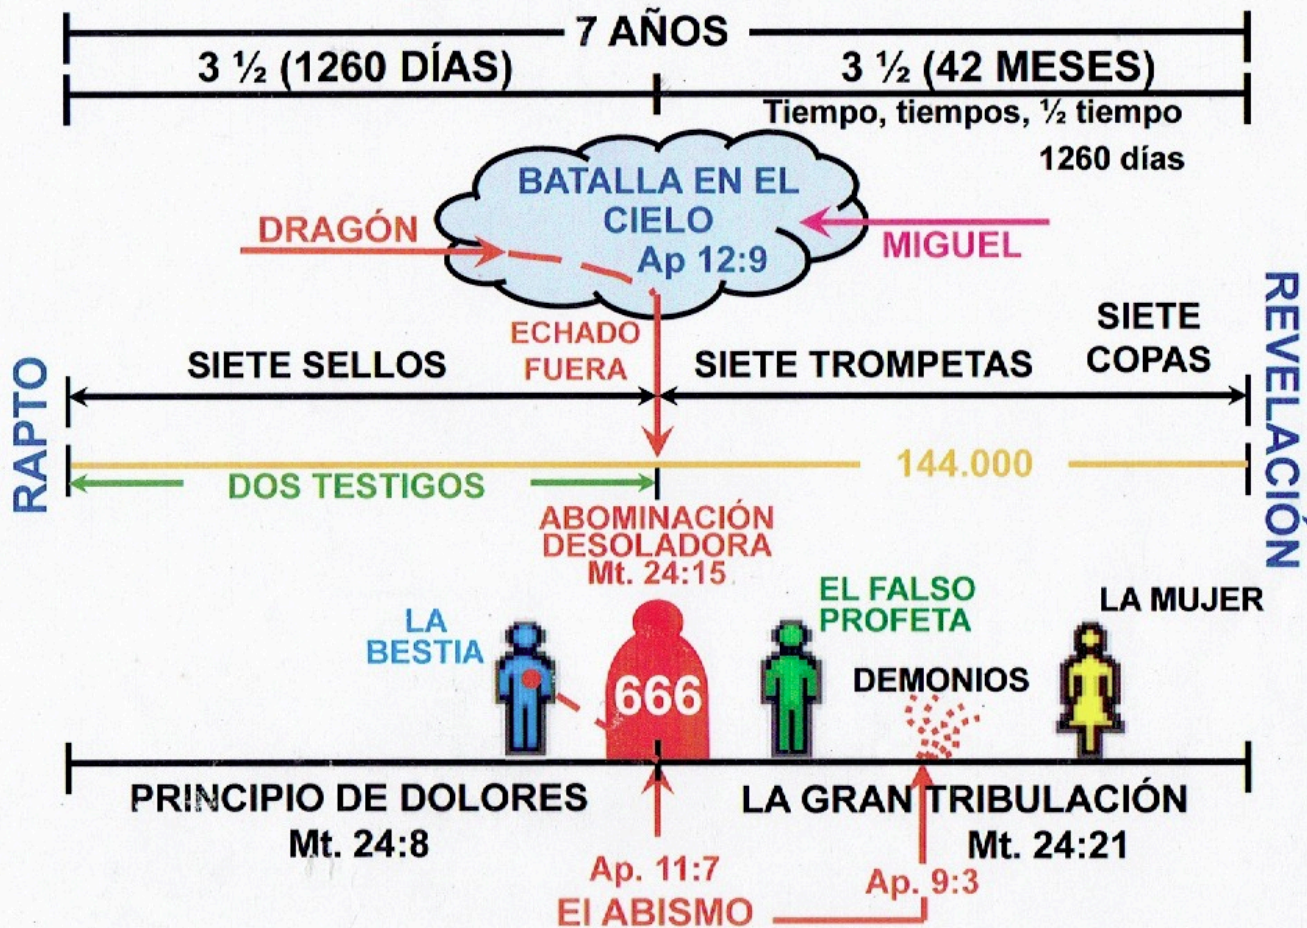 7 AÑOS
3 ½ (1260 DÍAS)
3 ½ (42 MESES)
Tiempo, tiempos, ½ tiempo
1260 días
BATALLA EN EL
CIELO
Ap 12:9
DRAGÓN
MIGUEL
ECHADO
FUERA
SIETE SELLOS
SIETE TROMPETAS
SIETE
COPAS
RAPTO
REVELACIÓN
144.000
DOS TESTIGOS
ABOMINACIÓN
DESOLADORA
Mt. 24:15
LA
BESTIA
666
EL FALSO
PROFETA
DEMONIOS
LA MUJER
PRINCIPIO DE DOLORES
Mt. 24:8
LA GRAN TRIBULACIÓN
Mt. 24:21
Ap. 11:7
El ABISMO
Ap. 9:3